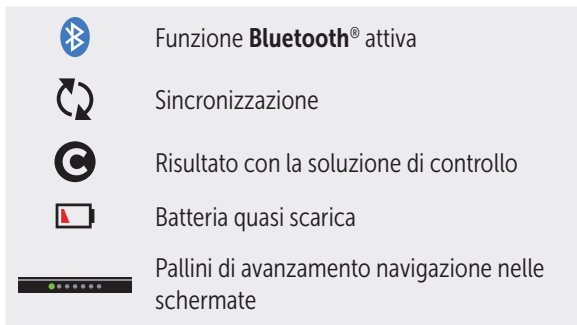 Funzione Bluetooth® attiva
Sincronizzazione
C
Risultato con la soluzione di controllo
Batteria quasi scarica
Pallini di avanzamento navigazione nelle
schermate